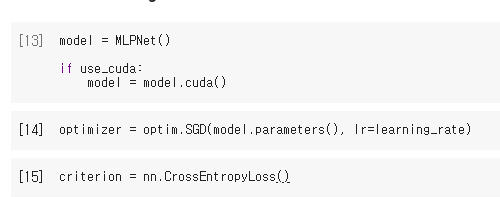 [13] model = MLPNet()
if use_cuda:
    model = model.cuda()
[14] optimizer = optim.SGD(model.parameters(), lr=learning_rate)
[15] criterion = nn.CrossEntropyLoss()